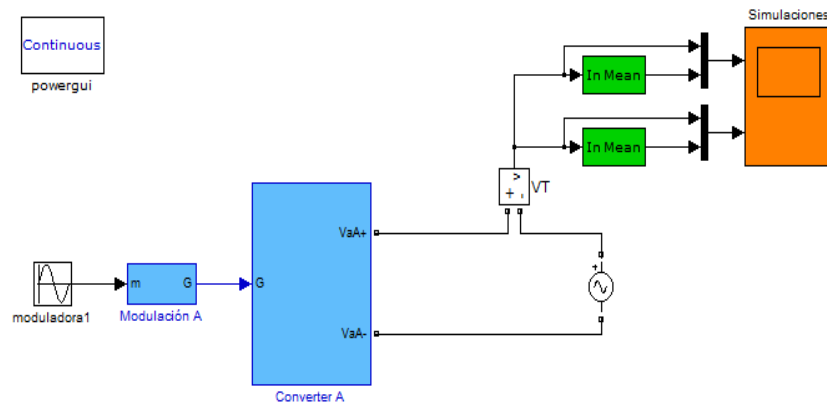 Simulaciones
Continuous
powergui
In Mean
In Mean
VT
VaA+
m
G
G
moduladora1
Modulación A
VaA-
Converter A